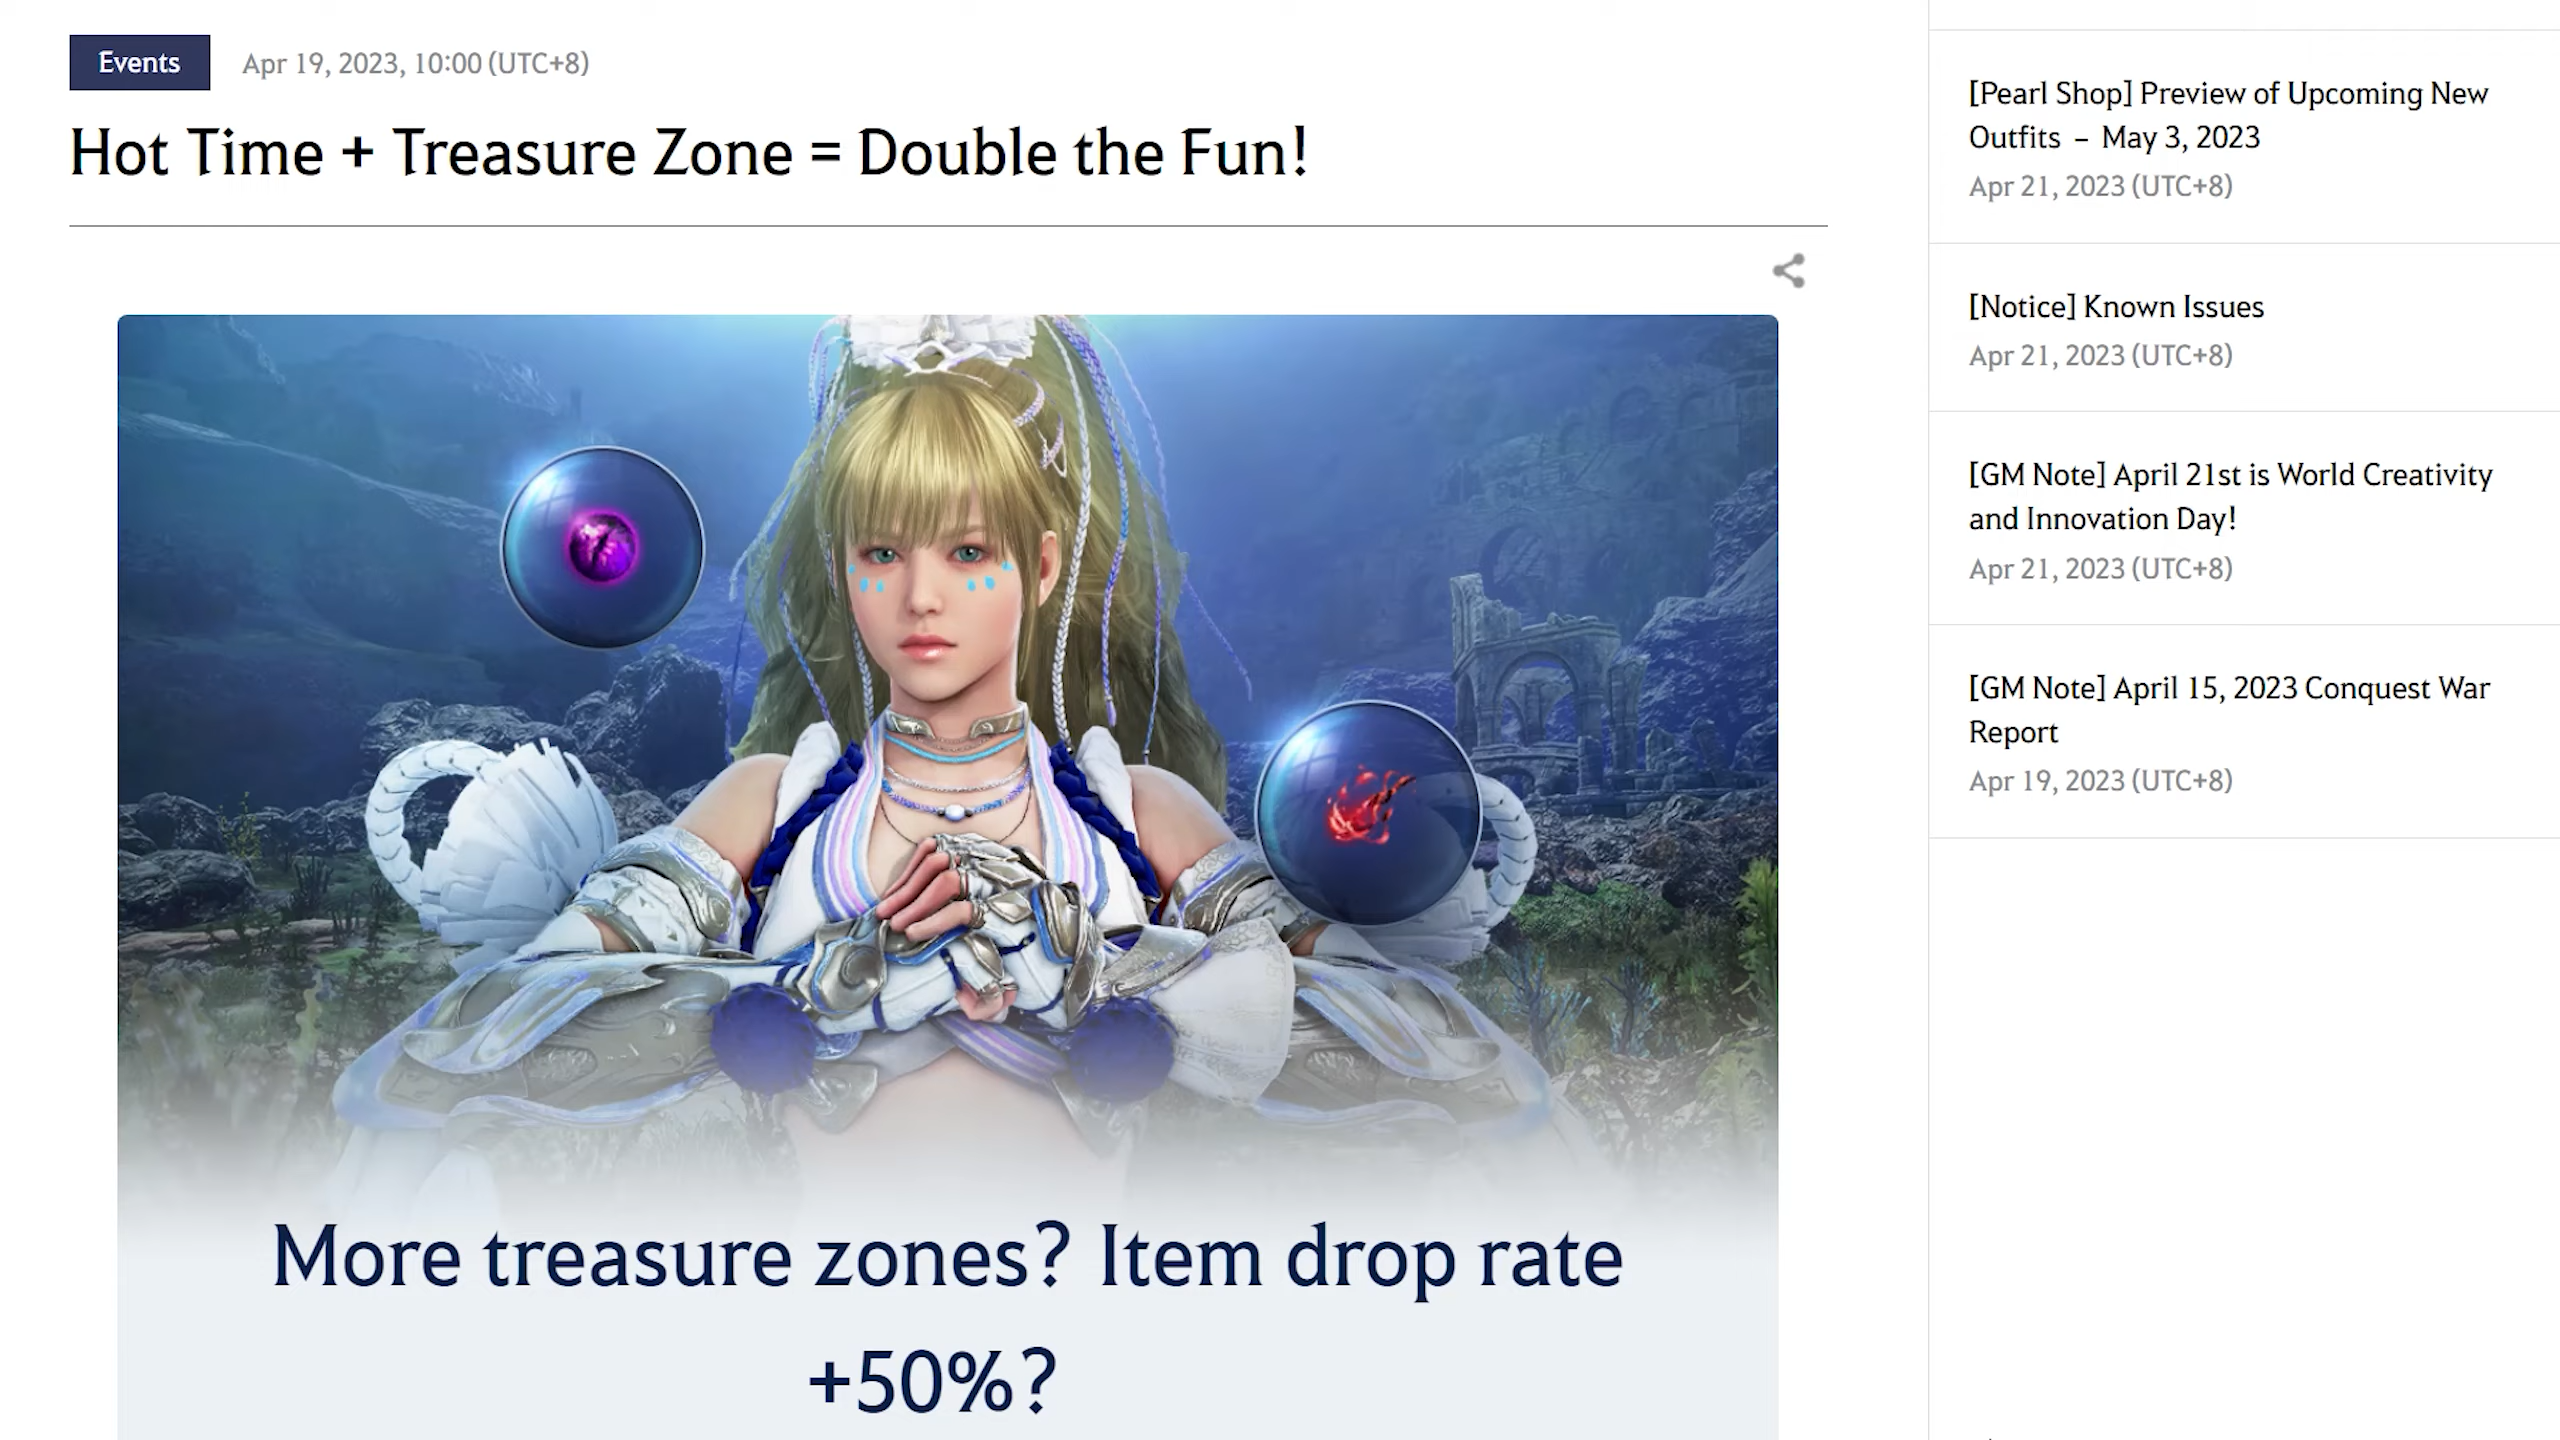 Events
Apr 19, 2023, 10:00 (UTC+8)
Hot Time + Treasure Zone = Double the Fun!
More treasure zones? Item drop rate
+50%?
[Pearl Shop] Preview of Upcoming New
Outfits – May 3, 2023
Apr 21, 2023 (UTC+8)
[Notice] Known Issues
Apr 21, 2023 (UTC+8)
[GM Note] April 21st is World Creativity
and Innovation Day!
Apr 21, 2023 (UTC+8)
[GM Note] April 15, 2023 Conquest War
Report
Apr 19, 2023 (UTC+8)